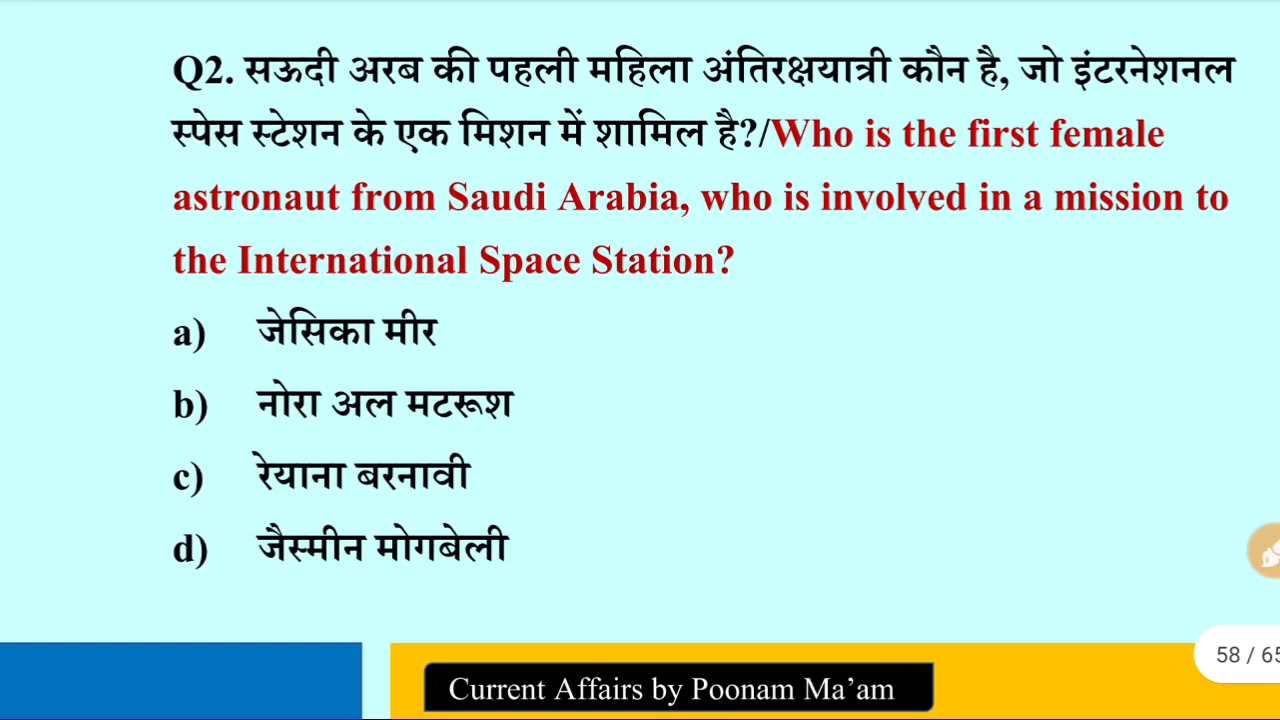 Q2. सऊदी अरब की पहली महिला अंतिरक्षयात्री कौन है, जो इंटरनेशनल
स्पेस स्टेशन के एक मिशन में शामिल है?/Who is the first female
astronaut from Saudi Arabia, who is involved in a mission to
the International Space Station?
a) जेसिका मीर
b) नोरा अल मटरूश
c) रेयाना बरनावी
d) जैस्मीन मोगबेली
58 / 65
Current Affairs by Poonam Ma’am